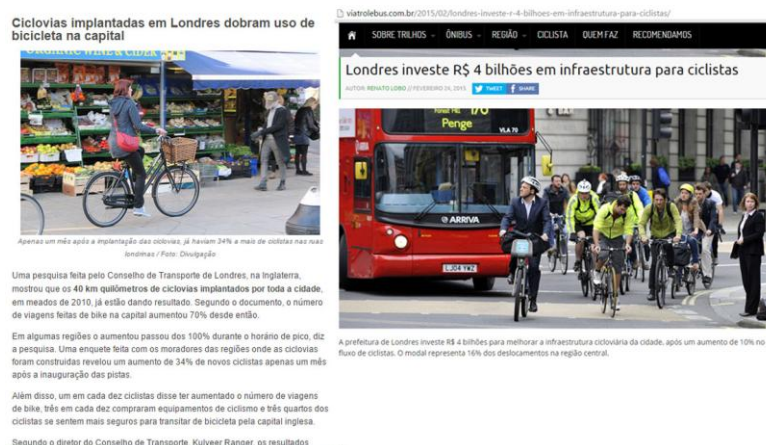 Ciclovias implantadas em Londres dobram uso de
bicicleta na capital
Apenas um mês após a implantação das ciclovias, já haviam 34% a mais de ciclistas nas ruas
londrinas / Foto: Divulgação
Uma pesquisa feita pelo Conselho de Transporte de Londres, na Inglaterra,
mostrou que os 40 km quilômetros de ciclovias implantados por toda a cidade,
em meados de 2010, já estão dando resultado. Segundo o documento, o número
de viagens feitas de bike na capital aumentou 70% desde então.
Em algumas regiões o aumentou passou dos 100% durante o horário de pico, diz
a pesquisa. Uma enquete feita com os moradores das regiões onde as ciclovias
foram construídas revelou um aumento de 34% de novos ciclistas apenas um mês
após a inauguração das pistas.
Além disso, um em cada dez ciclistas disse ter aumentado o número de viagens
de bike, três em cada dez compraram equipamentos de ciclismo e três quartos dos
ciclistas se sentem mais seguros para transitar de bicicleta pela capital inglesa.
Segundo o diretor do Conselho de Transporte, Kulveer Ranger, os resultados
viatrolebus.com.br/2015/02/londres-investe-r-4-bilhoes-em-infraestrutura-para-ciclistas/
SOBRE TRILHOS ÔNIBUS REGIÃO CICLISTA QUEM FAZ RECOMENDAMOS
Londres investe R$ 4 bilhões em infraestrutura para ciclistas
AUTOR: RENATO LOBO // FEVEREIRO 24, 2015 TWEET SHARE
Forest Hill 176
Penge
VLA 70
ARRIVA
LJ04 YWZ
A prefeitura de Londres investe R$ 4 bilhões para melhorar a infraestrutura cicloviária da cidade, após um aumento de 10% no
fluxo de ciclistas. O modal representa 16% dos deslocamentos na região central.